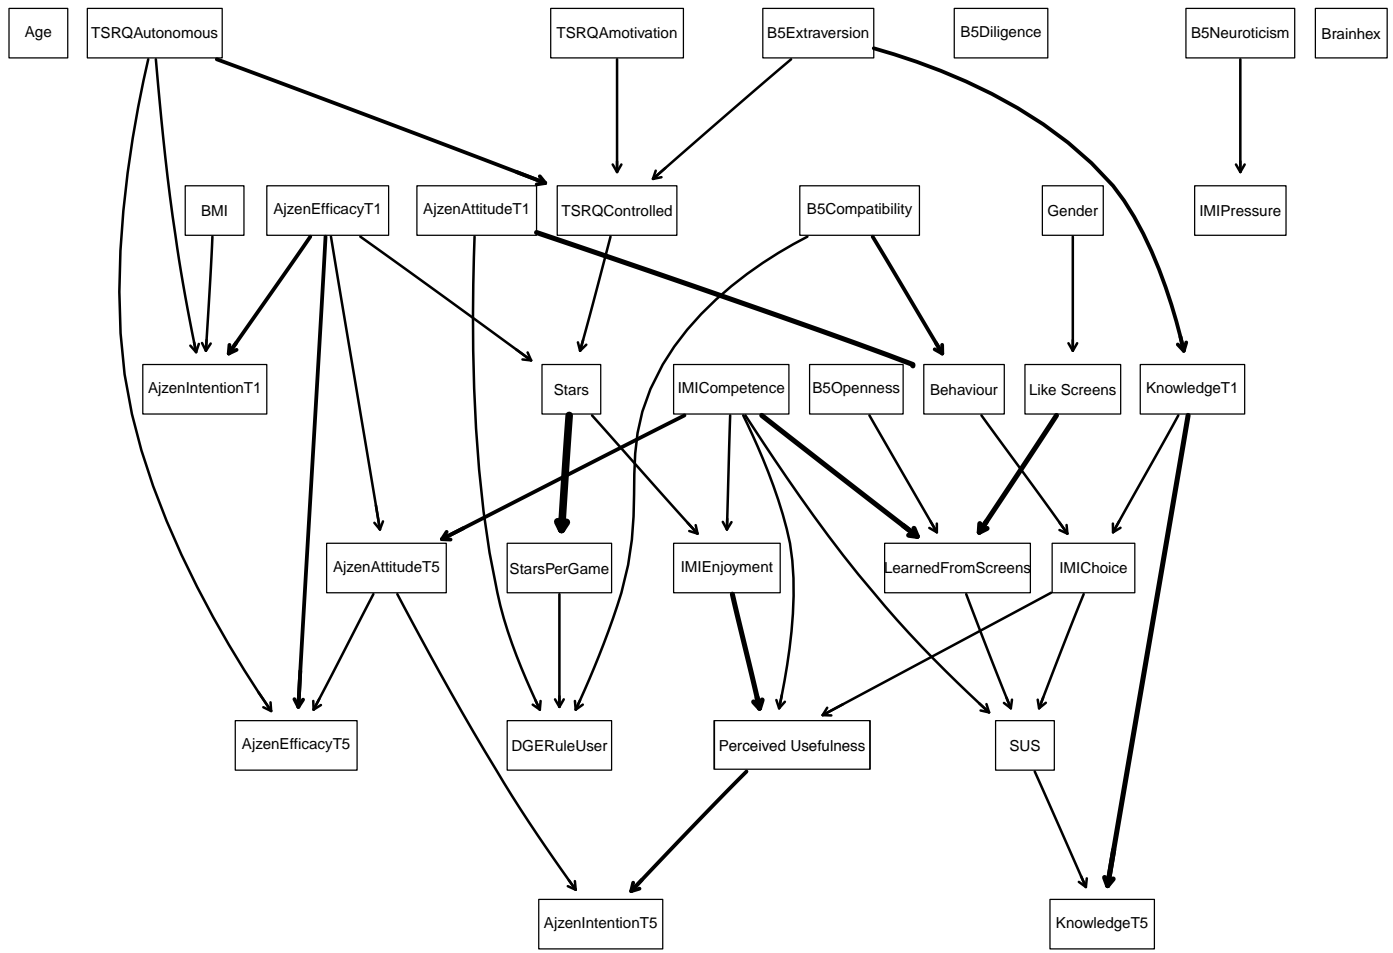 Age
TSRQAutonomous
TSRQAmotivation
B5Extraversion
B5Diligence
B5Neuroticism
Brainhex
BMI
AjzenEfficacyT1
AjzenAttitudeT1
TSRQControlled
B5Compatibility
Gender
IMIPressure
AjzenIntentionT1
Stars
IMICompetence
B5Openness
Behaviour
Like Screens
KnowledgeT1
AjzenAttitudeT5
StarsPerGame
IMIEnjoyment
LearnedFromScreens
IMIChoice
AjzenEfficacyT5
DGERuleUser
Perceived Usefulness
SUS
AjzenIntentionT5
KnowledgeT5